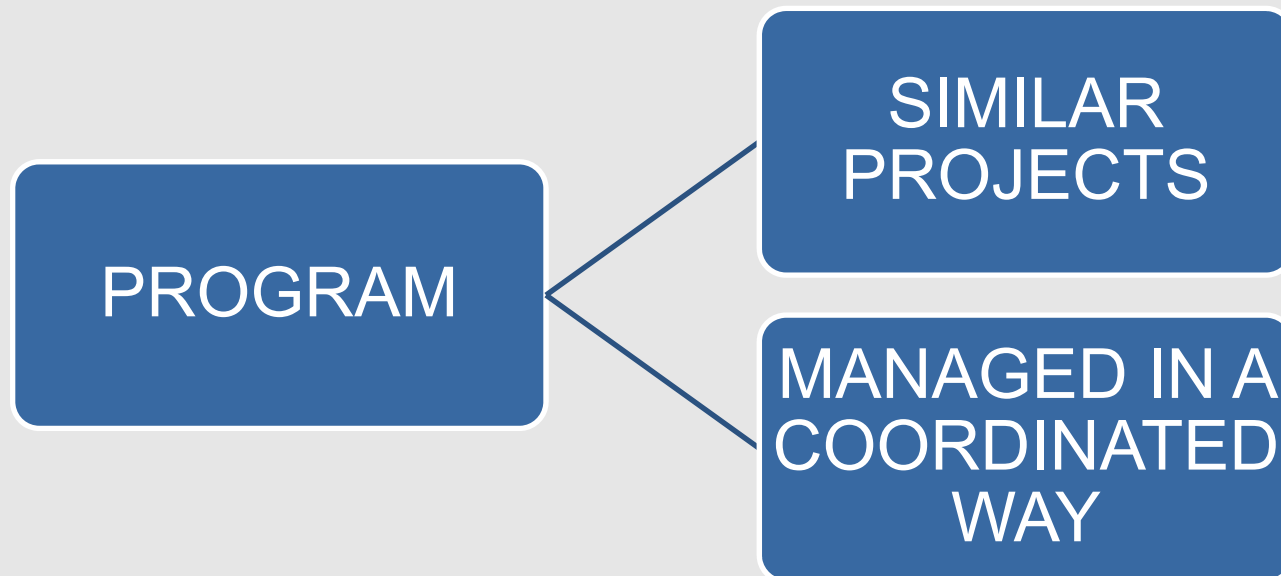 PROGRAM
SIMILAR
PROJECTS
MANAGED IN A
COORDINATED
WAY